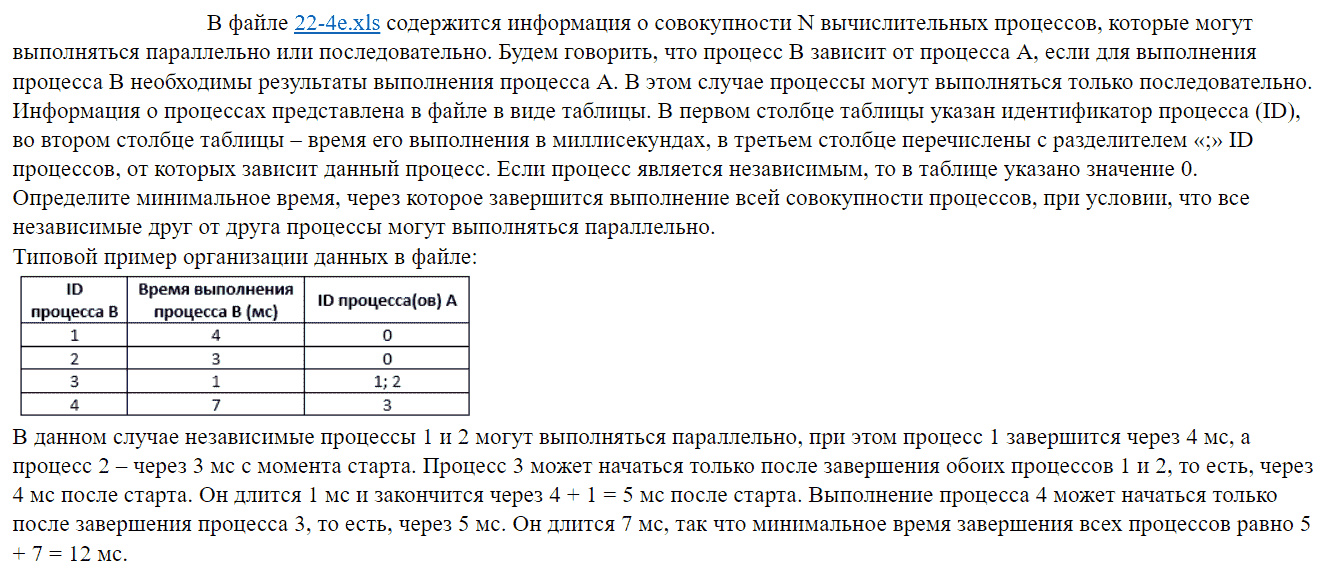 В файле 22-4e.xls содержится информация о совокупности N вычислительных процессов, которые могут
выполняться параллельно или последовательно. Будем говорить, что процесс B зависит от процесса A, если для выполнения
процесса B необходимы результаты выполнения процесса A. В этом случае процессы могут выполняться только последовательно.
Информация о процессах представлена в файле в виде таблицы. В первом столбце таблицы указан идентификатор процесса (ID),
во втором столбце таблицы – время его выполнения в миллисекундах, в третьем столбце перечислены с разделителем «;» ID
процессов, от которых зависит данный процесс. Если процесс является независимым, то в таблице указано значение 0.
Определите минимальное время, через которое завершится выполнение всей совокупности процессов, при условии, что все
независимые друг от друга процессы могут выполняться параллельно.
Типовой пример организации данных в файле:
ID процесса B | Время выполнения процесса B (мс) | ID процесса(ов) A
1 4 0
2 3 0
3 1 1; 2
4 7 3
В данном случае независимые процессы 1 и 2 могут выполняться параллельно, при этом процесс 1 завершится через 4 мс, а
процесс 2 – через 3 мс с момента старта. Процесс 3 может начаться только после завершения обоих процессов 1 и 2, то есть, через
4 мс после старта. Он длится 1 мс и закончится через 4 + 1 = 5 мс после старта. Выполнение процесса 4 может начаться только
после завершения процесса 3, то есть, через 5 мс. Он длится 7 мс, так что минимальное время завершения всех процессов равно 5
+ 7 = 12 мс.